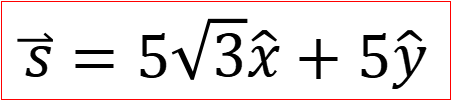 s⃗ = 5√3x̂ + 5ŷ